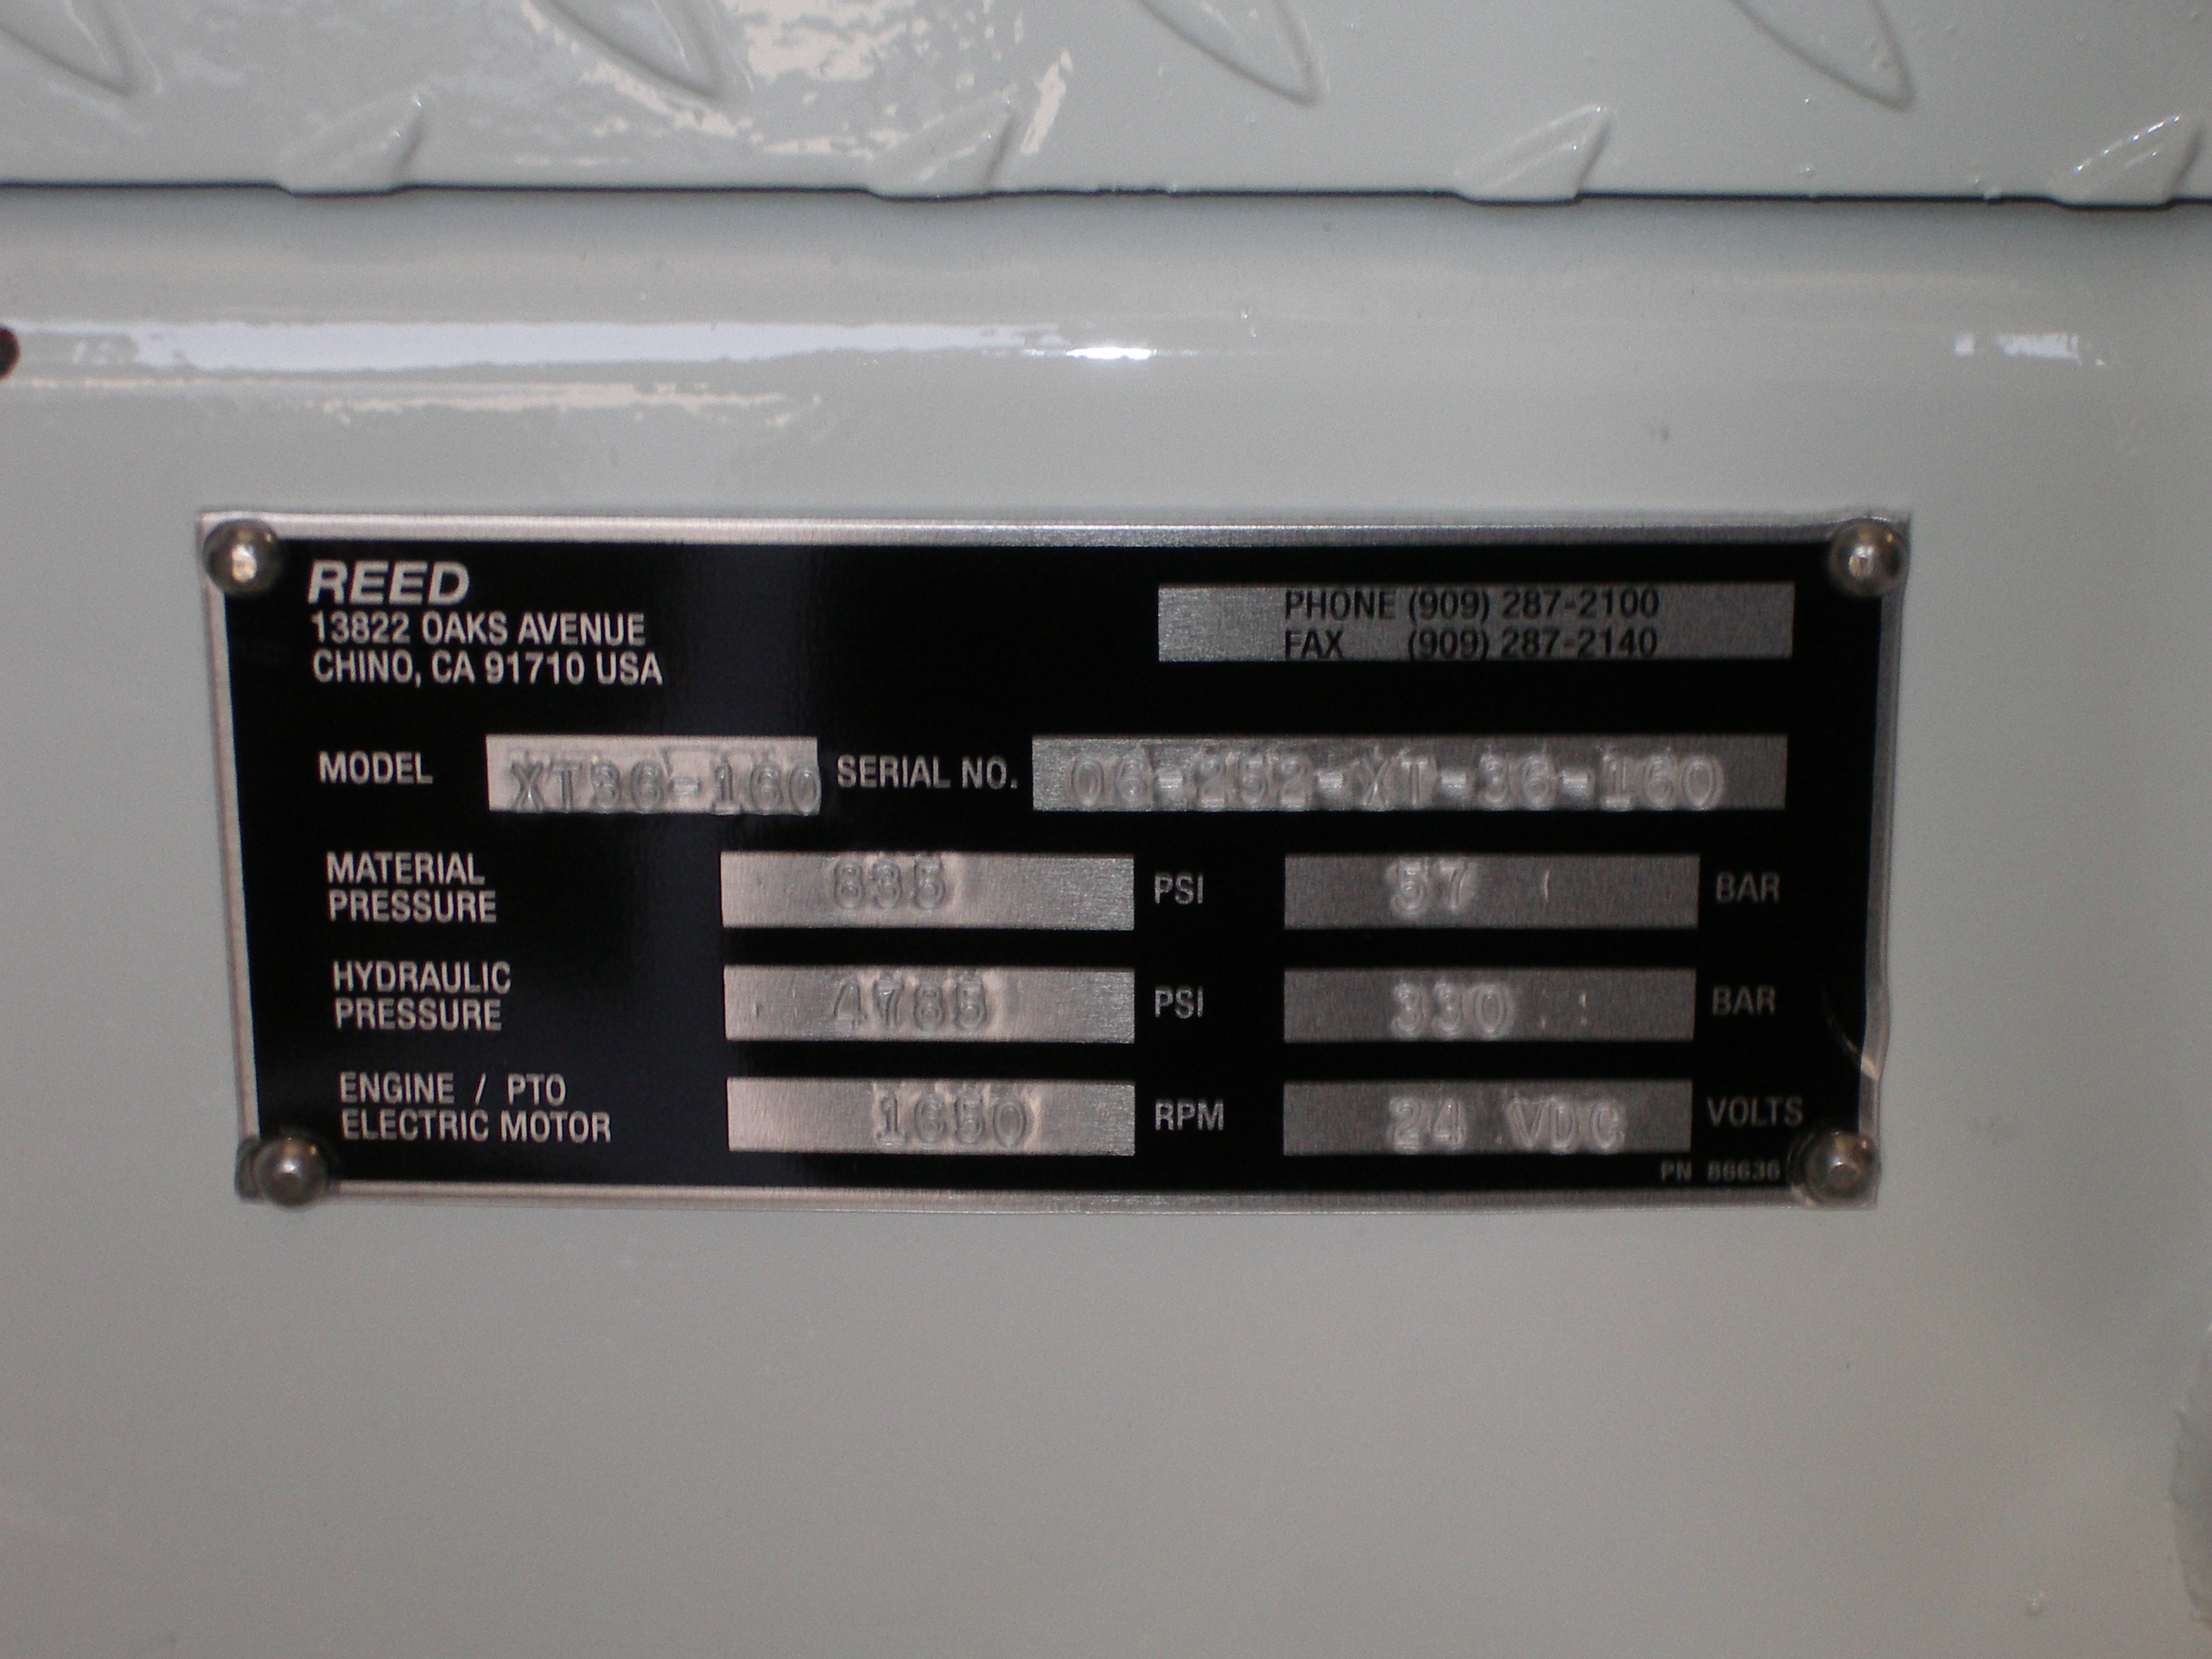 REED
13822 OAKS AVENUE
CHINO, CA 91710 USA
PHONE (909) 287-2100
FAX (909) 287-2140
MODEL XT36-160 SERIAL NO. 06-252-XT-36-160
MATERIAL
PRESSURE
835 PSI 57 BAR
HYDRAULIC
PRESSURE
4785 PSI 330 BAR
ENGINE / PTO
ELECTRIC MOTOR
1650 RPM 24 VDC VOLTS
PN 86636